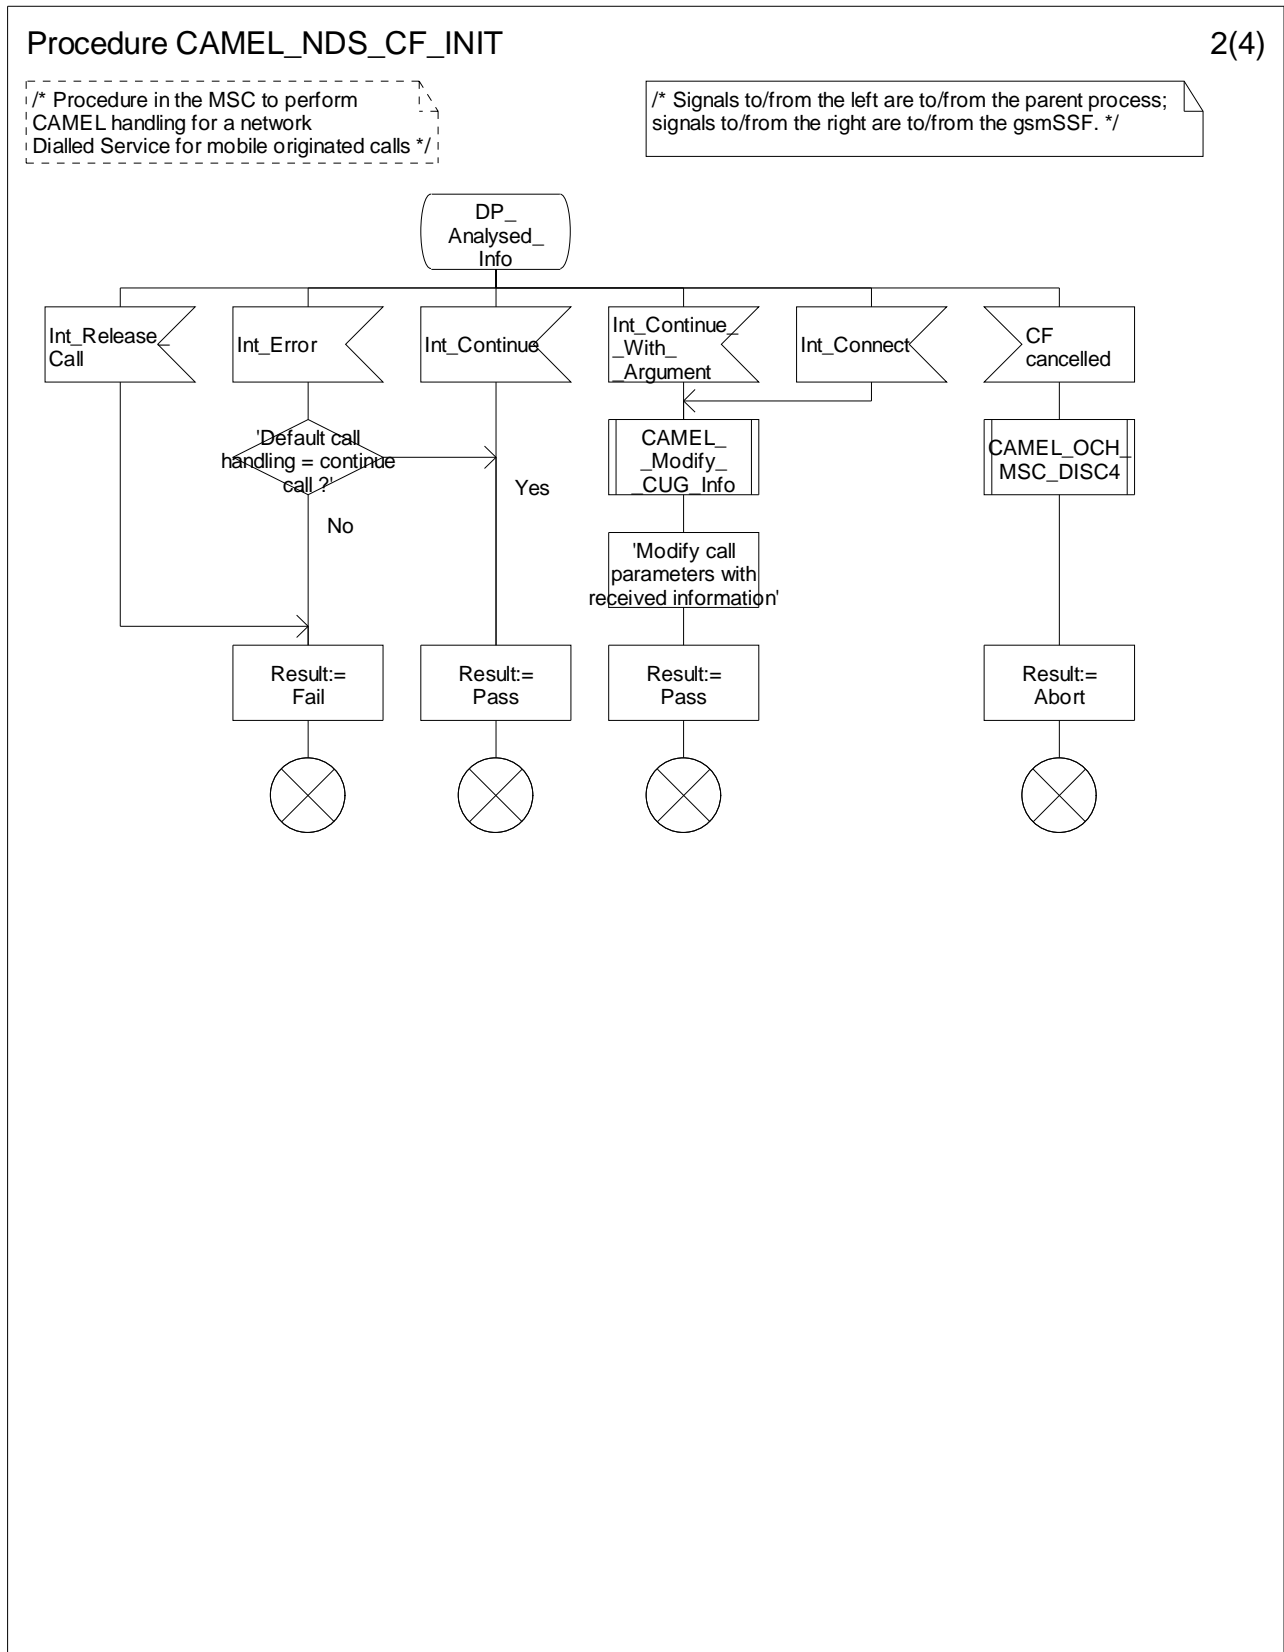 Procedure CAMEL_NDS_CF_INIT
2(4)
/* Procedure in the MSC to perform
CAMEL handling for a network
Dialled Service for mobile originated calls */
/* Signals to/from the left are to/from the parent process;
signals to/from the right are to/from the gsmSSF. */
DP_
Analysed_
Info
Int_Release_
Call
Int_Error
Int_Continue
Int_Continue_
_With_
_Argument
Int_Connect
CF
cancelled
'Default call
handling = continue
call ?'
Yes
No
CAMEL_
_Modify_
_CUG_Info
CAMEL_OCH_
MSC_DISC4
'Modify call
parameters with
received information'
Result:=
Fail
Result:=
Pass
Result:=
Pass
Result:=
Abort